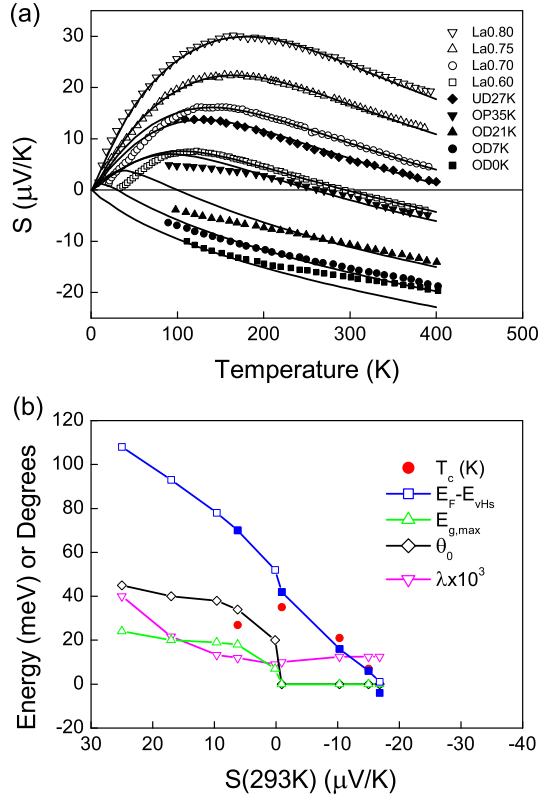 (a)
30
20
10
0
-10
-20
S (μV/K)
La0.80
La0.75
La0.70
La0.60
UD27K
OP35K
OD21K
OD7K
OD0K
0 100 200 300 400 500
Temperature (K)
(b)
120
100
80
60
40
20
0
-20
Energy (meV) or Degrees
T_c (K)
E_F-E_vHs
E_g,max
θ_0
λx10^3
30 20 10 0 -10 -20 -30 -40
S(293K) (μV/K)